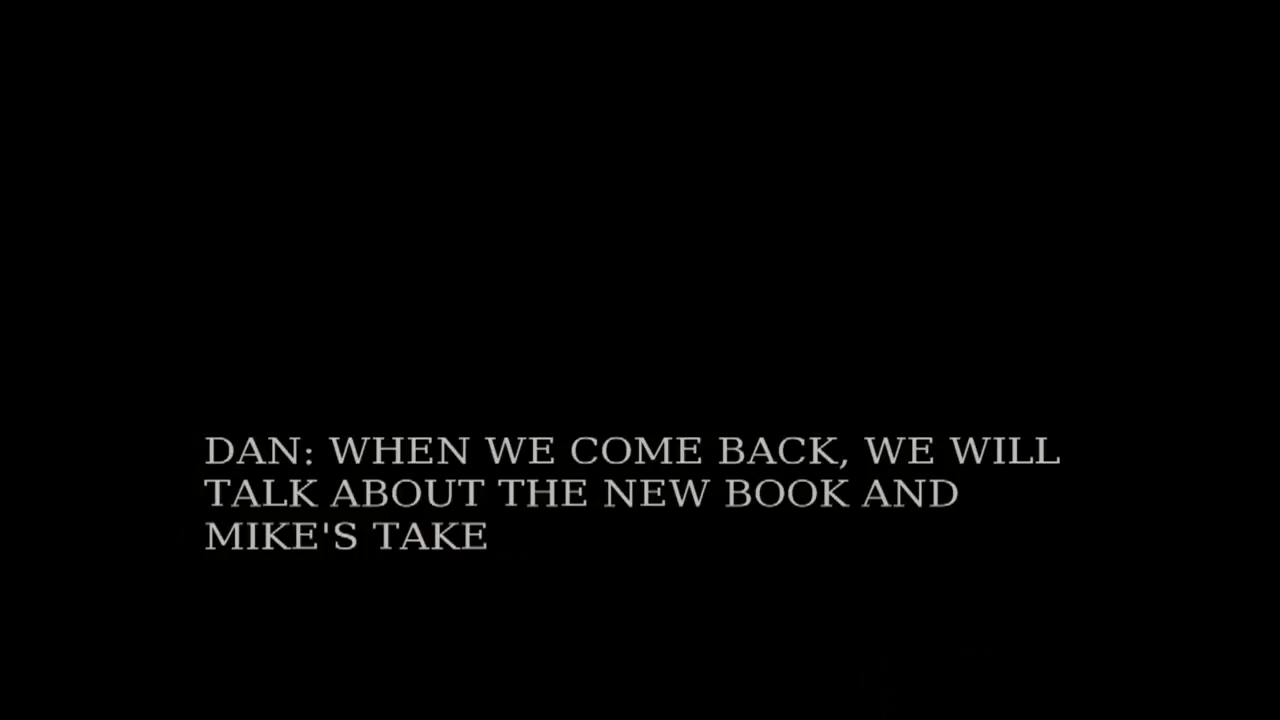 DAN: WHEN WE COME BACK, WE WILL
TALK ABOUT THE NEW BOOK AND
MIKE'S TAKE